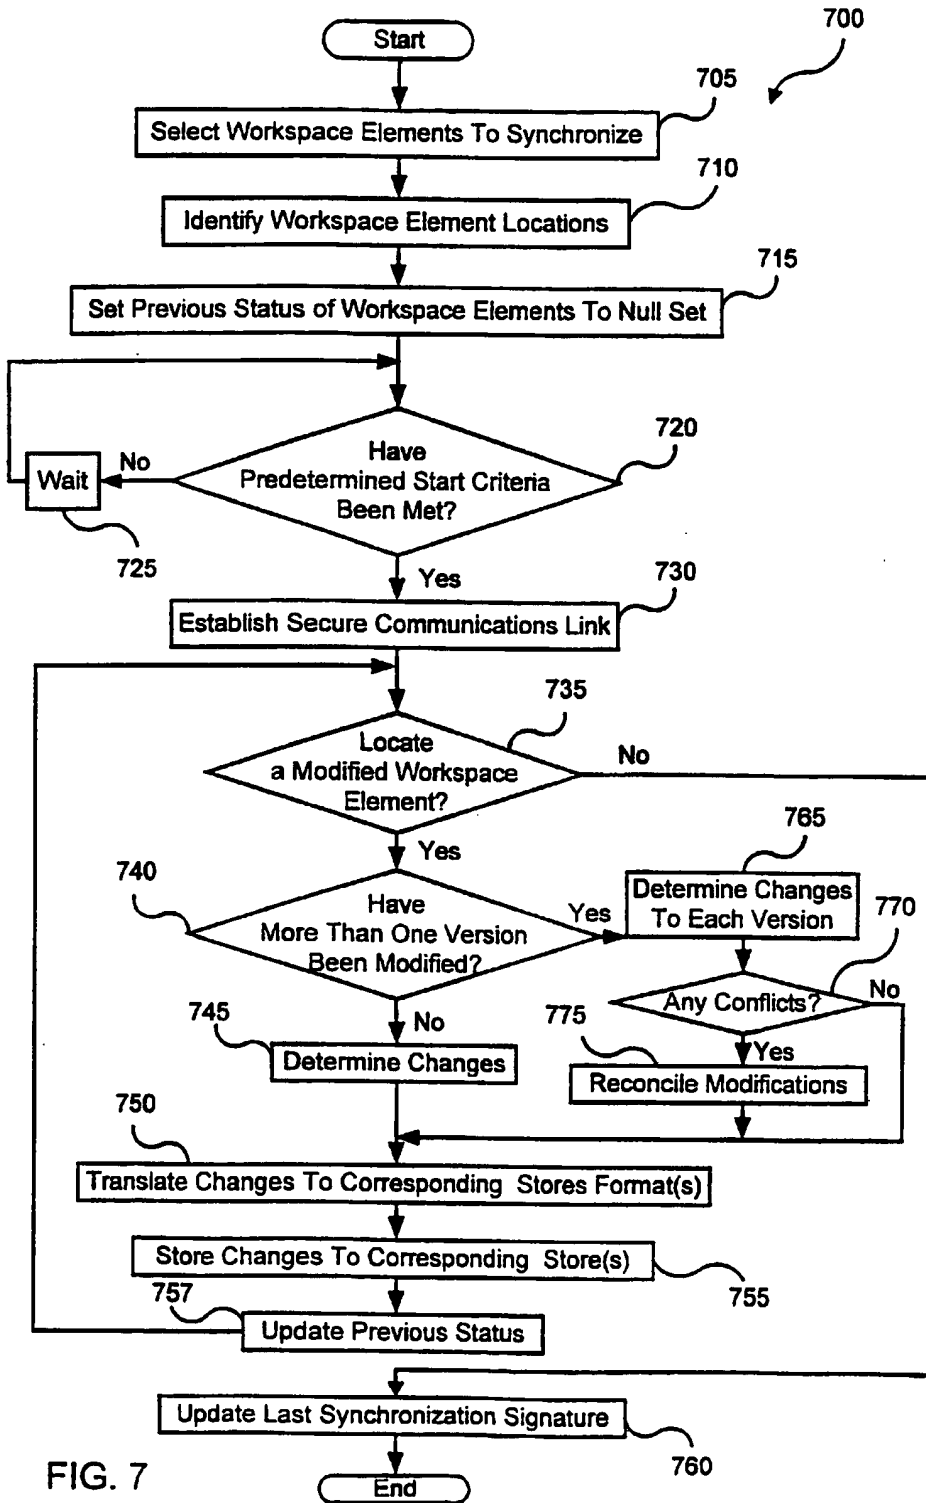 700
Start
705
Select Workspace Elements To Synchronize
710
Identify Workspace Element Locations
715
Set Previous Status of Workspace Elements To Null Set
720
Have
Predetermined Start Criteria
Been Met?
No
Wait
725
Yes
730
Establish Secure Communications Link
735
Locate
a Modified Workspace
Element?
No
Yes
740
Have
More Than One Version
Been Modified?
Yes
765
Determine Changes
To Each Version
770
Any Conflicts?
No
No
745
Determine Changes
Yes
775
Reconcile Modifications
750
Translate Changes To Corresponding Stores Format(s)
Store Changes To Corresponding Store(s)
755
757
Update Previous Status
Update Last Synchronization Signature
760
End
FIG. 7